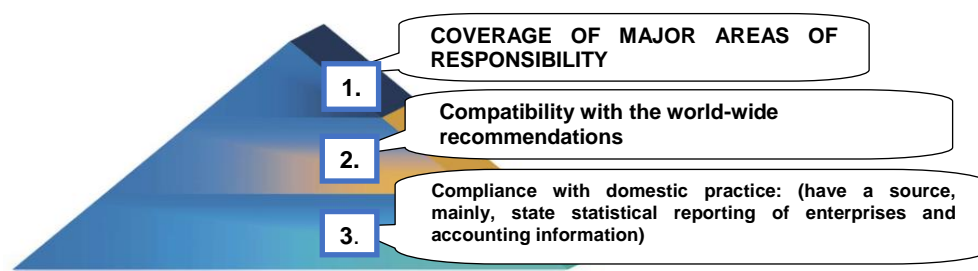 COVERAGE OF MAJOR AREAS OF
RESPONSIBILITY
1.
Compatibility with the world-wide
recommendations
2.
Compliance with domestic practice: (have a source,
mainly, state statistical reporting of enterprises and
accounting information)
3.